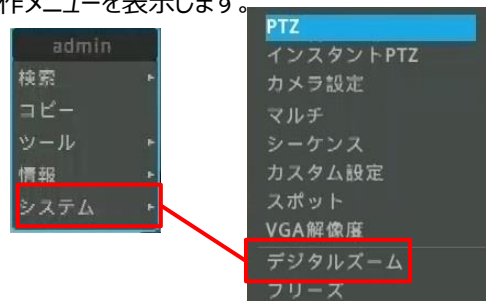 作メニューを表示します。
admin
検索
コピー
ツール
情報
システム
PTZ
インスタントPTZ
カメラ設定
マルチ
シーケンス
カスタム設定
スポット
VGA解像度
デジタルズーム
フリーズ